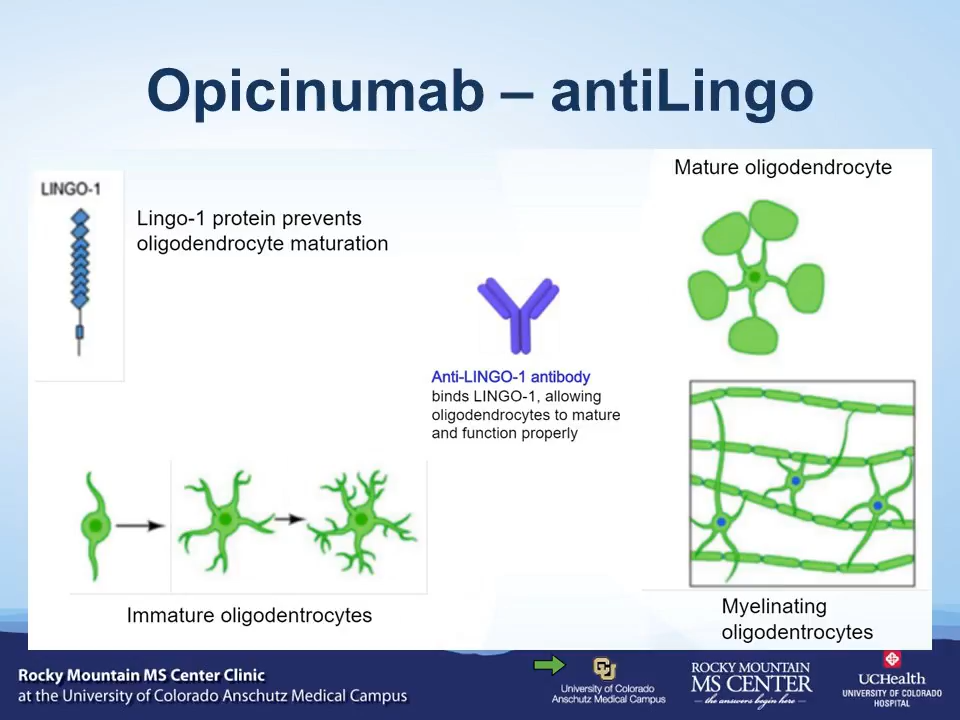 Opicinumab – antiLingo
LINGO-1
Lingo-1 protein prevents
oligodendrocyte maturation
Mature oligodendrocyte
Anti-LINGO-1 antibody
binds LINGO-1, allowing
oligodendrocytes to mature
and function properly
Immature oligodentrocytes
Myelinating
oligodentrocytes
Rocky Mountain MS Center Clinic
at the University of Colorado Anschutz Medical Campus
CU
University of Colorado
Anschutz Medical Campus
ROCKY MOUNTAIN
MS CENTER
the answers begin here
UCHealth
UNIVERSITY OF COLORADO
HOSPITAL